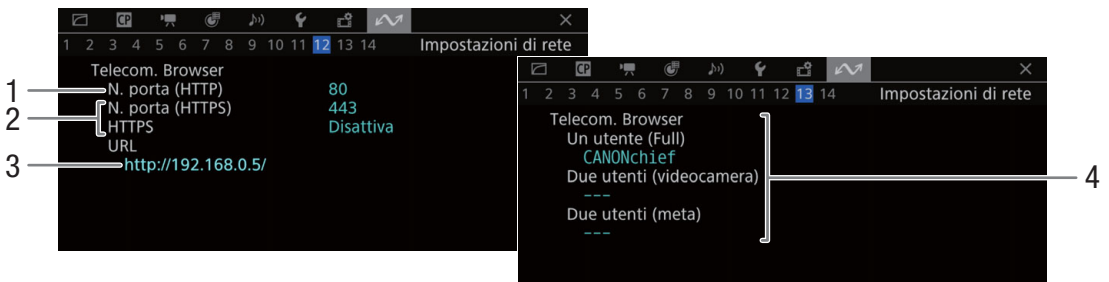 CP
1 2 3 4 5 6 7 8 9 10 11 12 13 14 Impostazioni di rete
Telecom. Browser
1 N. porta (HTTP) 80
2 N. porta (HTTPS) 443
HTTPS Disattiva
URL
3 http://192.168.0.5/
CP
1 2 3 4 5 6 7 8 9 10 11 12 13 14 Impostazioni di rete
Telecom. Browser
Un utente (Full)
CANONchief
Due utenti (videocamera)
---
Due utenti (meta)
---
4